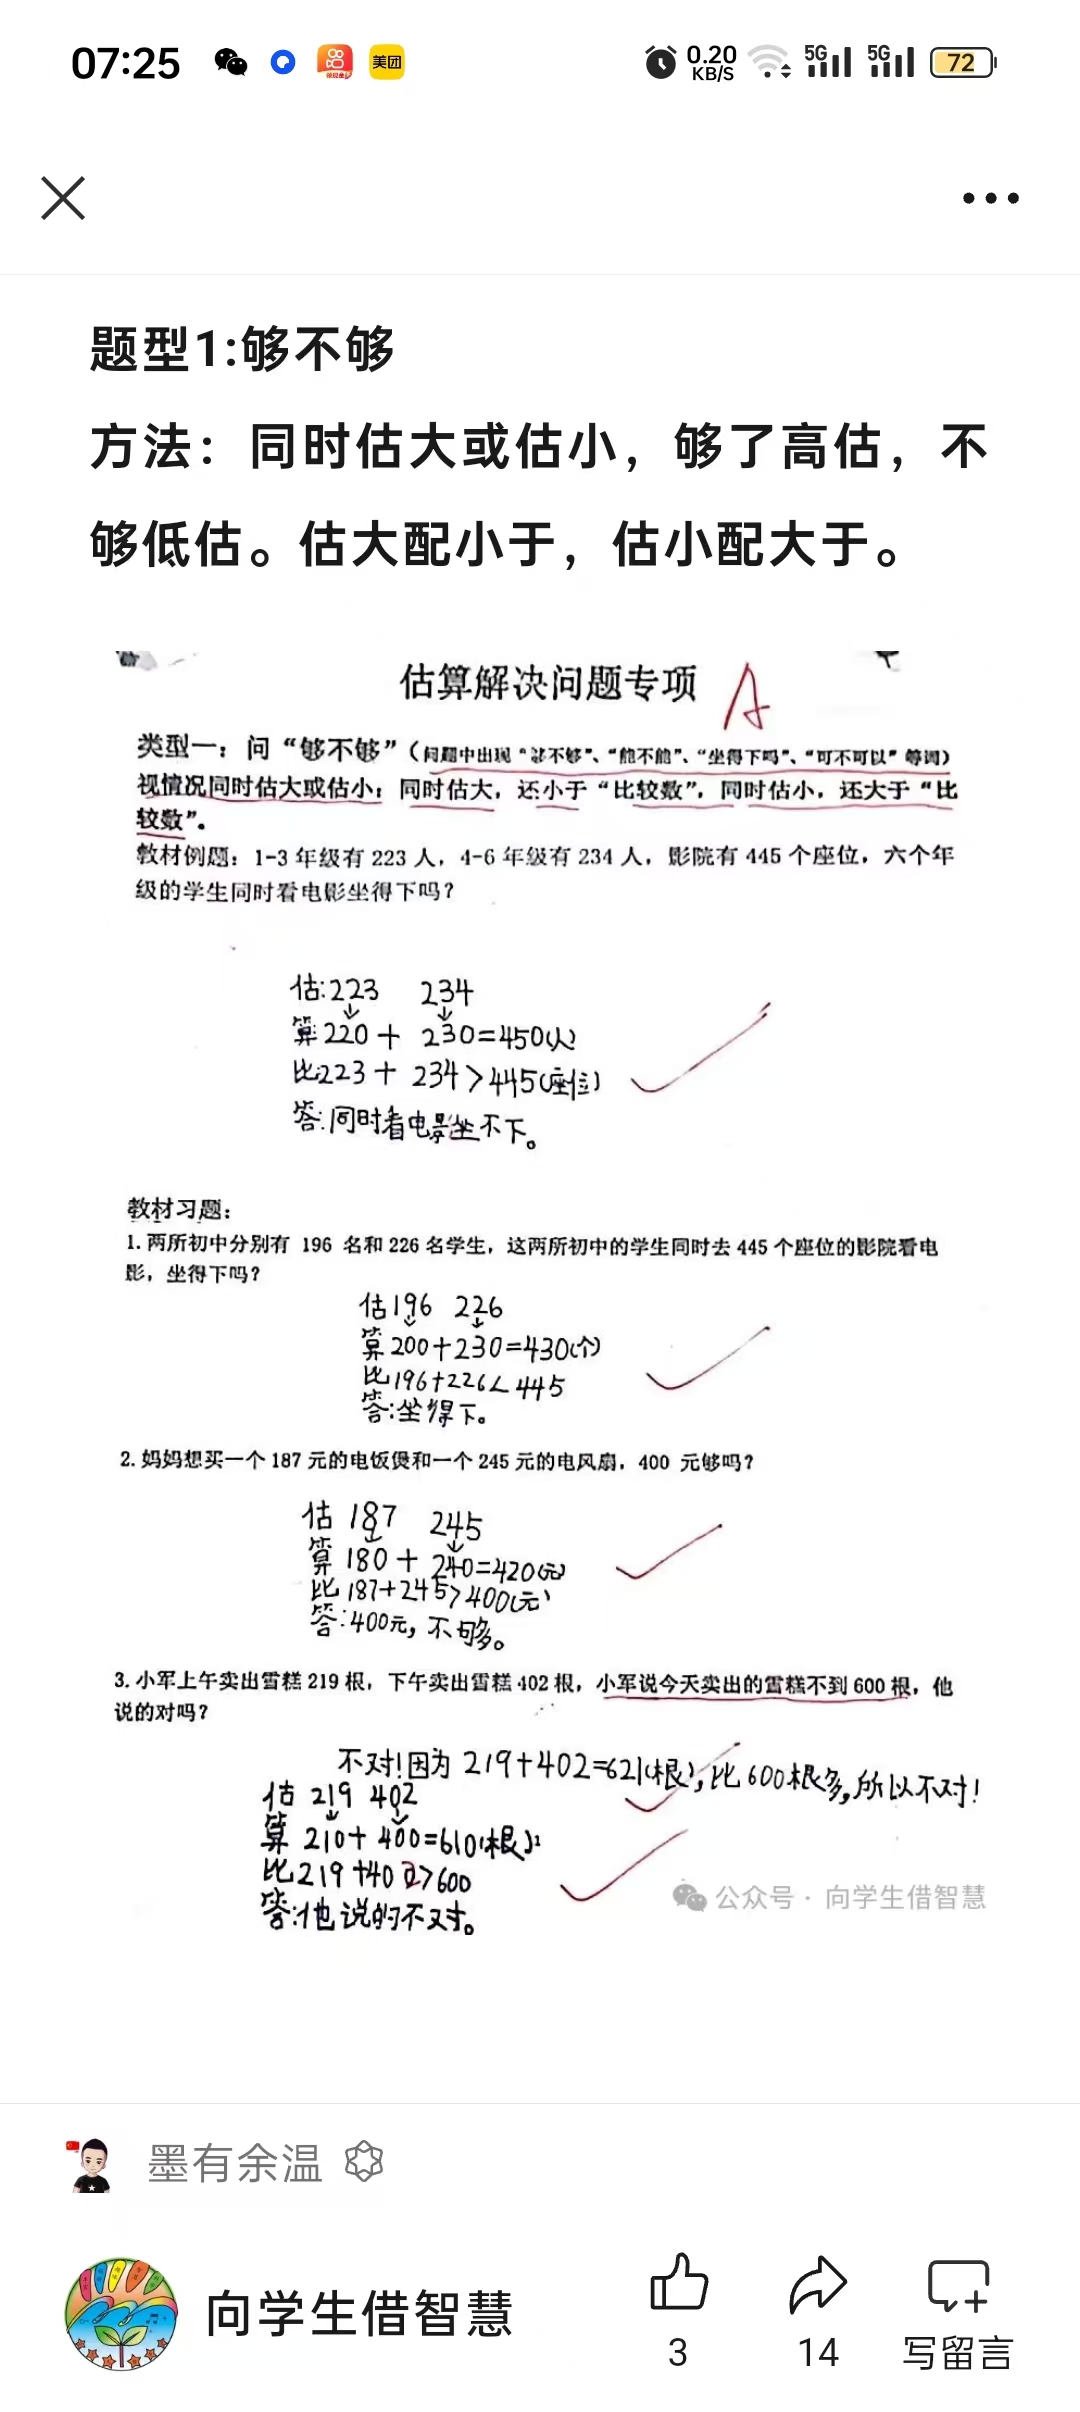 07:25
美团
0.20
KB/S
5G
5G
72
题型1:够不够
方法：同时估大或估小，够了高估，不
够低估。估大配小于，估小配大于。
估算解决问题专项 A
类型一：问“够不够”（问题中出现“够不够”、“能不能”、“坐得下吗”、“可不可以”等词）
视情况同时估大或估小：同时估大，还小于“比较数”，同时估小，还大于“比
较数”。
教材例题：1-3 年级有 223 人，4-6 年级有 234 人，影院有 445 个座位，六个年
级的学生同时看电影坐得下吗？
估:223 234
算220+ 230=450(人)
比223+ 234>445(座位)
答:同时看电影坐不下。
教材习题：
1. 两所初中分别有 196 名和 226 名学生，这两所初中的学生同时去 445 个座位的影院看电
影，坐得下吗？
估196 226
算200+230=430(个)
比196+226<445
答:坐得下。
2. 妈妈想买一个 187 元的电饭煲和一个 245 元的电风扇，400 元够吗？
估 187 245
算 180 + 240=420(元)
比 187+245>400(元)
答:400元，不够。
3. 小军上午卖出雪糕 219 根，下午卖出雪糕 402 根，小军说今天卖出的雪糕不到 600 根，他
说的对吗？
不对!因为 219+402=621(根),比600根多,所以不对!
估 219 402
算 210+ 400=610(根)
比219+402>600
答:他说的不对。
公众号 · 向学生借智慧
墨有余温
向学生借智慧
3
14
写留言